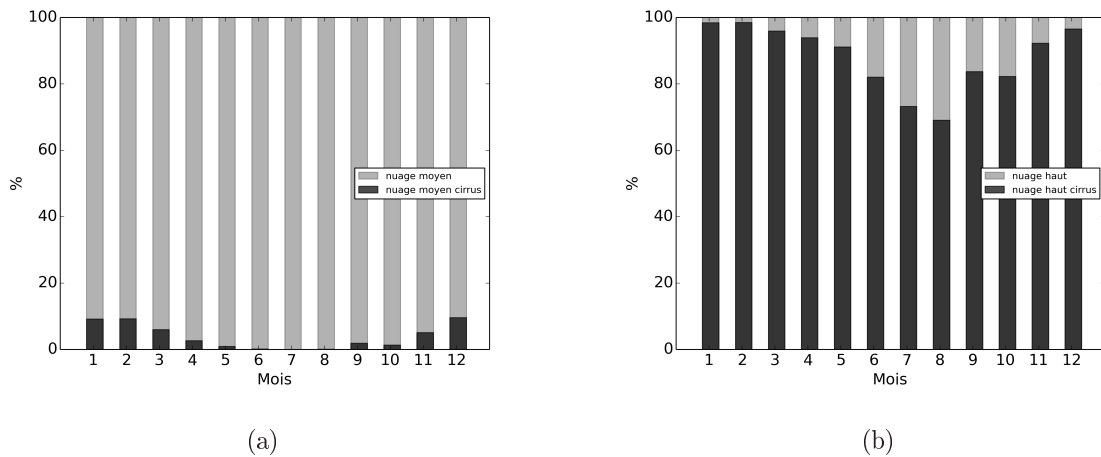 100
80
60
40
20
0
%
nuage moyen
nuage moyen cirrus
1 2 3 4 5 6 7 8 9 10 11 12
Mois
(a)
100
80
60
40
20
0
%
nuage haut
nuage haut cirrus
1 2 3 4 5 6 7 8 9 10 11 12
Mois
(b)